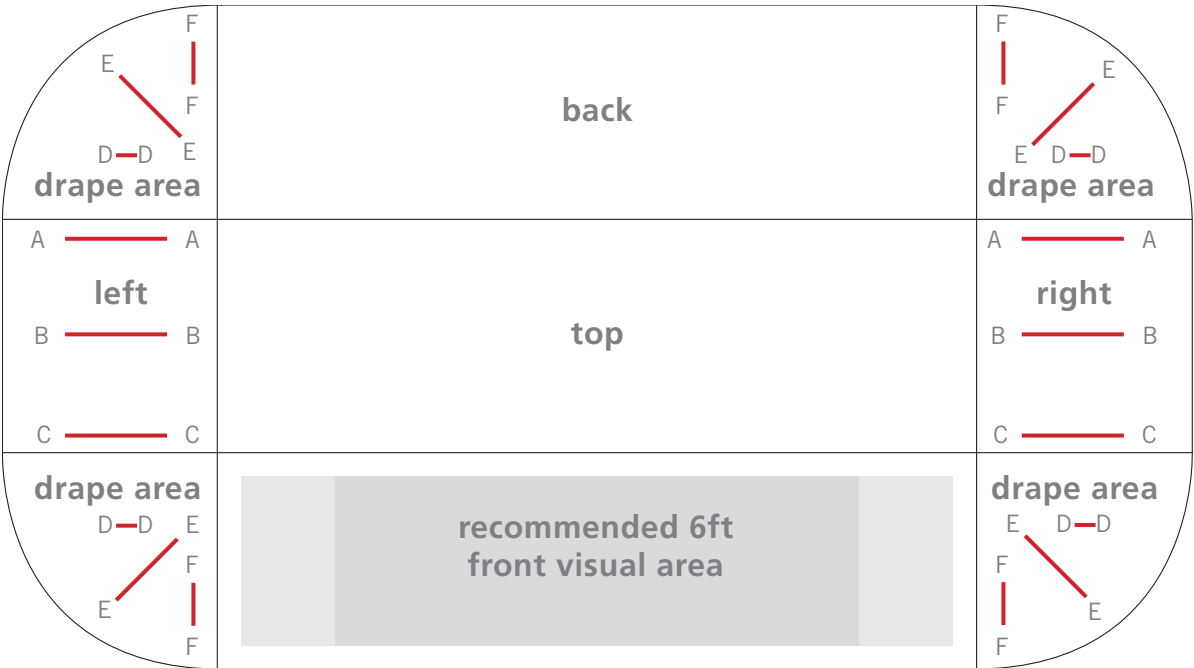 F F
E E
back
F F
D D E E D D
drape area drape area
A A A A
left right
top
B B B B
C C C C
drape area drape area
D D E E D D
recommended 6ft
front visual area
F F
E E
F F